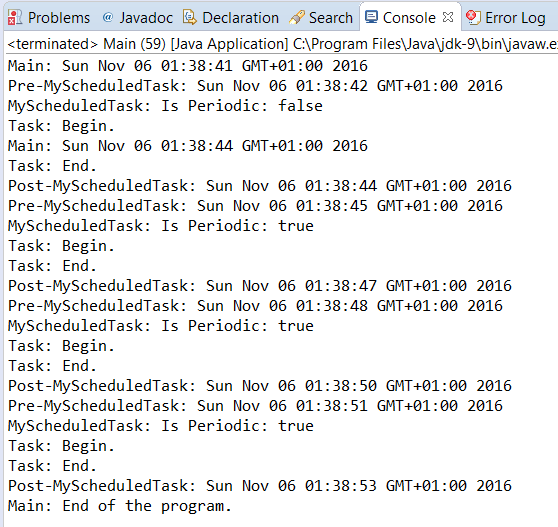 Problems @ Javadoc Declaration Search Console Error Log
<terminated> Main (59) [Java Application] C:\Program Files\Java\jdk-9\bin\javaw.e
Main: Sun Nov 06 01:38:41 GMT+01:00 2016
Pre-MyScheduledTask: Sun Nov 06 01:38:42 GMT+01:00 2016
MyScheduledTask: Is Periodic: false
Task: Begin.
Main: Sun Nov 06 01:38:44 GMT+01:00 2016
Task: End.
Post-MyScheduledTask: Sun Nov 06 01:38:44 GMT+01:00 2016
Pre-MyScheduledTask: Sun Nov 06 01:38:45 GMT+01:00 2016
MyScheduledTask: Is Periodic: true
Task: Begin.
Task: End.
Post-MyScheduledTask: Sun Nov 06 01:38:47 GMT+01:00 2016
Pre-MyScheduledTask: Sun Nov 06 01:38:48 GMT+01:00 2016
MyScheduledTask: Is Periodic: true
Task: Begin.
Task: End.
Post-MyScheduledTask: Sun Nov 06 01:38:50 GMT+01:00 2016
Pre-MyScheduledTask: Sun Nov 06 01:38:51 GMT+01:00 2016
MyScheduledTask: Is Periodic: true
Task: Begin.
Task: End.
Post-MyScheduledTask: Sun Nov 06 01:38:53 GMT+01:00 2016
Main: End of the program.